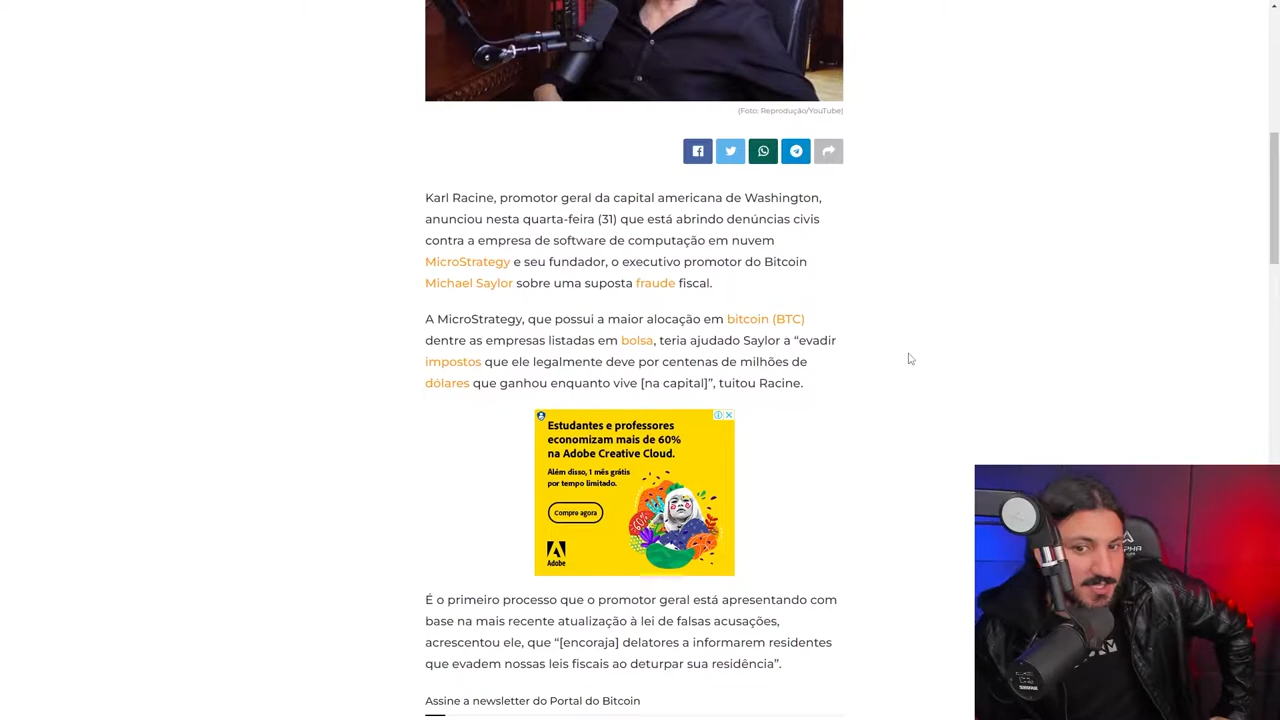 (Foto: Reprodução/YouTube)
Karl Racine, promotor geral da capital americana de Washington,
anunciou nesta quarta-feira (31) que está abrindo denúncias civis
contra a empresa de software de computação em nuvem
MicroStrategy e seu fundador, o executivo promotor do Bitcoin
Michael Saylor sobre uma suposta fraude fiscal.
A MicroStrategy, que possui a maior alocação em bitcoin (BTC)
dentre as empresas listadas em bolsa, teria ajudado Saylor a “evadir
impostos que ele legalmente deve por centenas de milhões de
dólares que ganhou enquanto vive [na capital]”, tuitou Racine.
Estudantes e professores
economizam mais de 60%
na Adobe Creative Cloud.
Além disso, 1 mês grátis
por tempo limitado.
Compre agora
60%
Adobe
É o primeiro processo que o promotor geral está apresentando com
base na mais recente atualização à lei de falsas acusações,
acrescentou ele, que “[encoraja] delatores a informarem residentes
que evadem nossas leis fiscais ao deturpar sua residência”.
Assine a newsletter do Portal do Bitcoin